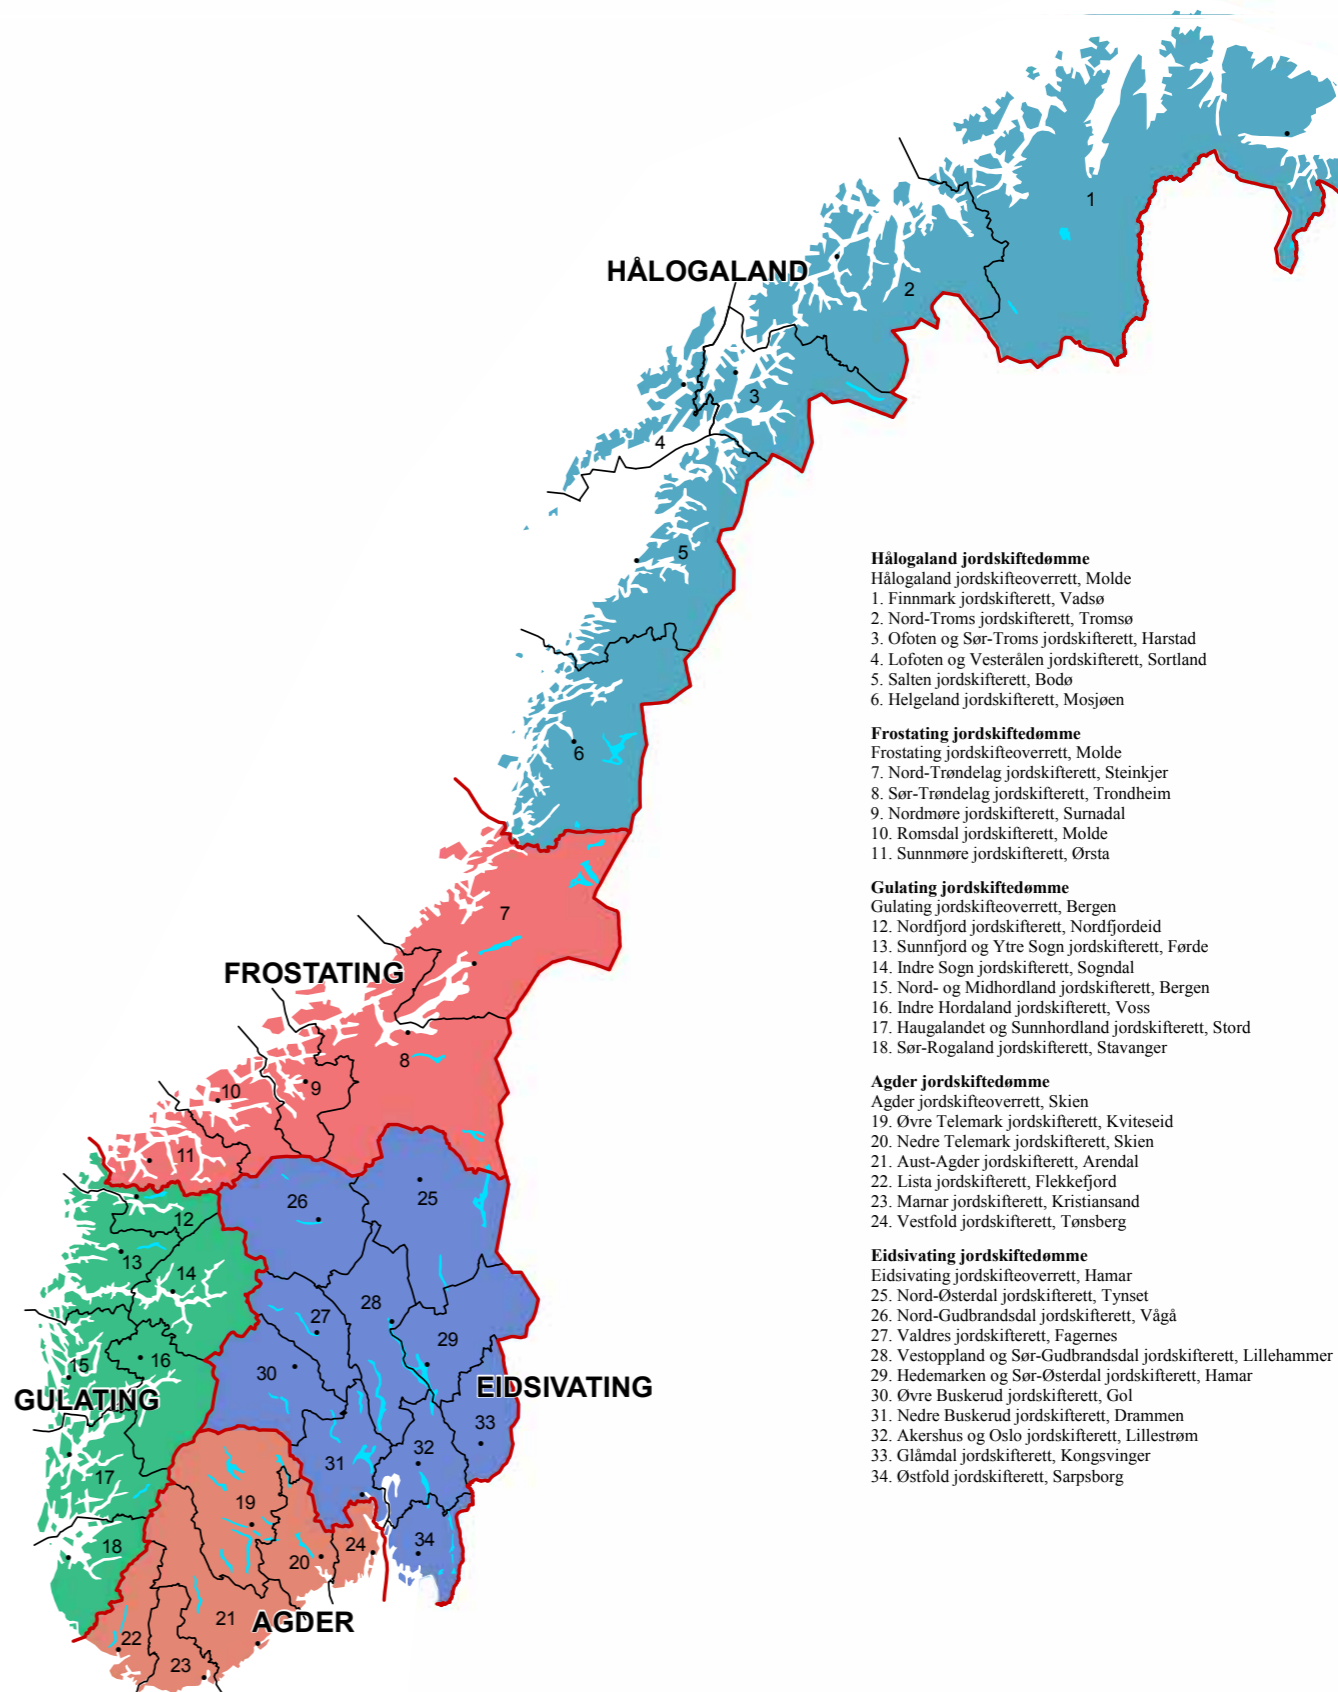 HÅLOGALAND
FROSTATING
GULATING
EIDSIVATING
AGDER
1
2
3
4
5
6
7
8
9
10
11
12
13
14
15
16
17
18
19
20
21
22
23
24
25
26
27
28
29
30
31
32
33
34
Hålogaland jordskiftedømme
Hålogaland jordskifteoverrett, Molde
1. Finnmark jordskifterett, Vadsø
2. Nord-Troms jordskifterett, Tromsø
3. Ofoten og Sør-Troms jordskifterett, Harstad
4. Lofoten og Vesterålen jordskifterett, Sortland
5. Salten jordskifterett, Bodø
6. Helgeland jordskifterett, Mosjøen
Frostating jordskiftedømme
Frostating jordskifteoverrett, Molde
7. Nord-Trøndelag jordskifterett, Steinkjer
8. Sør-Trøndelag jordskifterett, Trondheim
9. Nordmøre jordskifterett, Surnadal
10. Romsdal jordskifterett, Molde
11. Sunnmøre jordskifterett, Ørsta
Gulating jordskiftedømme
Gulating jordskifteoverrett, Bergen
12. Nordfjord jordskifterett, Nordfjordeid
13. Sunnfjord og Ytre Sogn jordskifterett, Førde
14. Indre Sogn jordskifterett, Sogndal
15. Nord- og Midhordland jordskifterett, Bergen
16. Indre Hordaland jordskifterett, Voss
17. Haugalandet og Sunnhordland jordskifterett, Stord
18. Sør-Rogaland jordskifterett, Stavanger
Agder jordskiftedømme
Agder jordskifteoverrett, Skien
19. Øvre Telemark jordskifterett, Kviteseid
20. Nedre Telemark jordskifterett, Skien
21. Aust-Agder jordskifterett, Arendal
22. Lista jordskifterett, Flekkefjord
23. Marnar jordskifterett, Kristiansand
24. Vestfold jordskifterett, Tønsberg
Eidsivating jordskiftedømme
Eidsivating jordskifteoverrett, Hamar
25. Nord-Østerdal jordskifterett, Tynset
26. Nord-Gudbrandsdal jordskifterett, Vågå
27. Valdres jordskifterett, Fagernes
28. Vestoppland og Sør-Gudbrandsdal jordskifterett, Lillehammer
29. Hedemarken og Sør-Østerdal jordskifterett, Hamar
30. Øvre Buskerud jordskifterett, Gol
31. Nedre Buskerud jordskifterett, Drammen
32. Akershus og Oslo jordskifterett, Lillestrøm
33. Glåmdal jordskifterett, Kongsvinger
34. Østfold jordskifterett, Sarpsborg